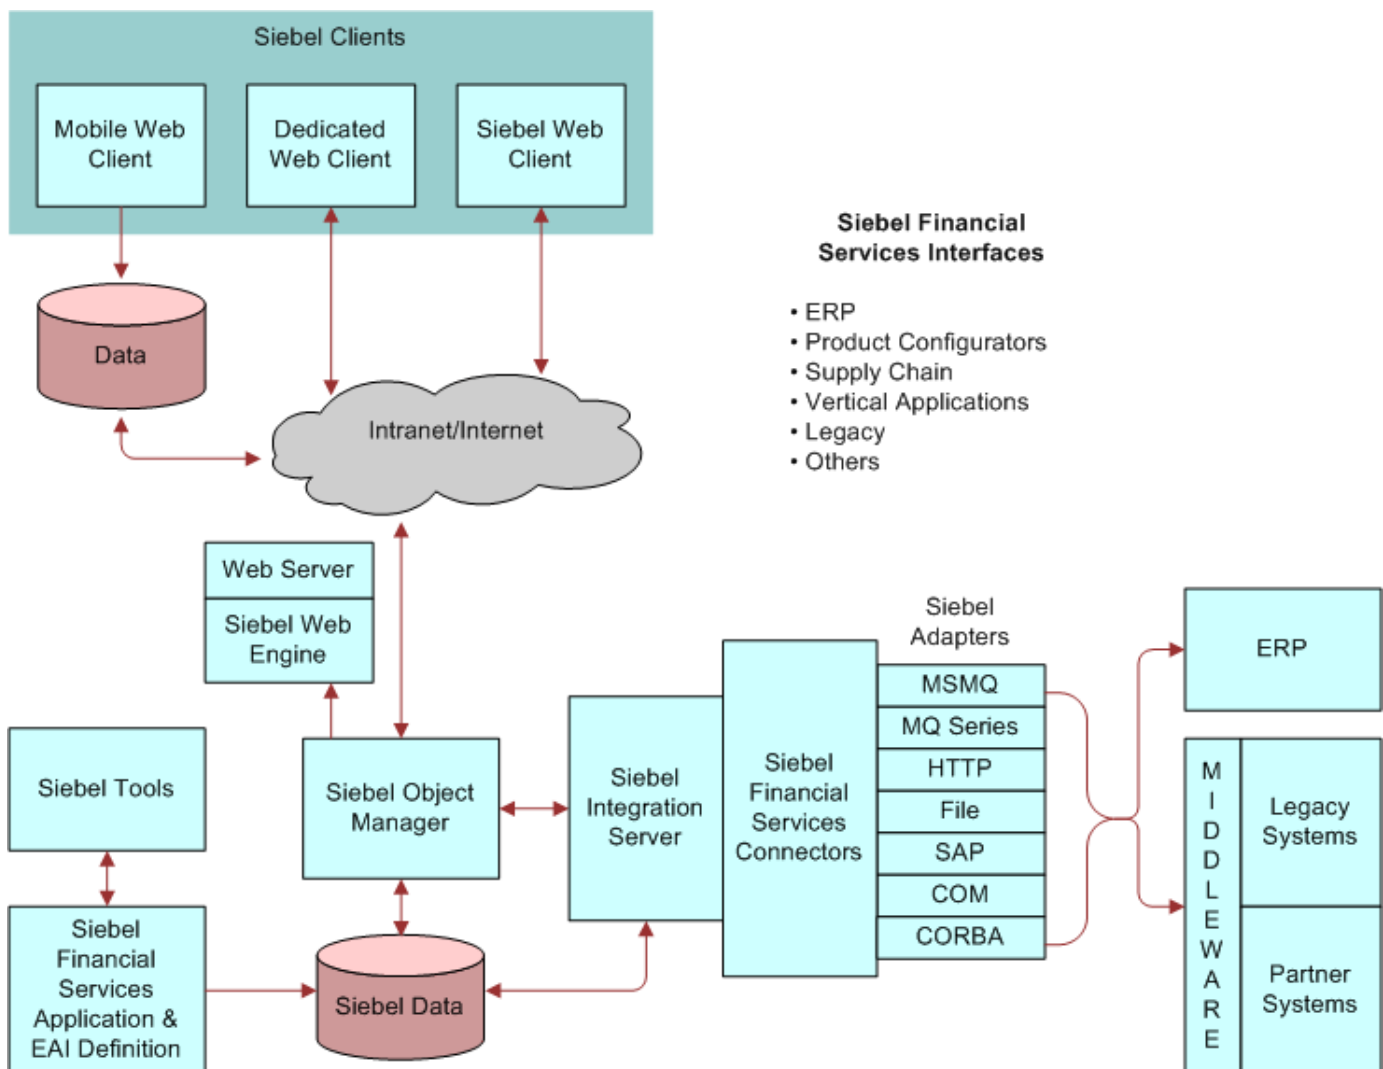 Siebel Clients
Mobile Web
Client
Dedicated
Web Client
Siebel Web
Client
Siebel Financial
Services Interfaces
• ERP
• Product Configurators
• Supply Chain
• Vertical Applications
• Legacy
• Others
Data
Intranet/Internet
Web Server
Siebel Web
Engine
Siebel Tools
Siebel Object
Manager
Siebel
Financial
Services
Application &
EAI Definition
Siebel Data
Siebel
Integration
Server
Siebel
Financial
Services
Connectors
Siebel
Adapters
MSMQ
MQ Series
HTTP
File
SAP
COM
CORBA
ERP
MIDDLEWARE
Legacy
Systems
Partner
Systems